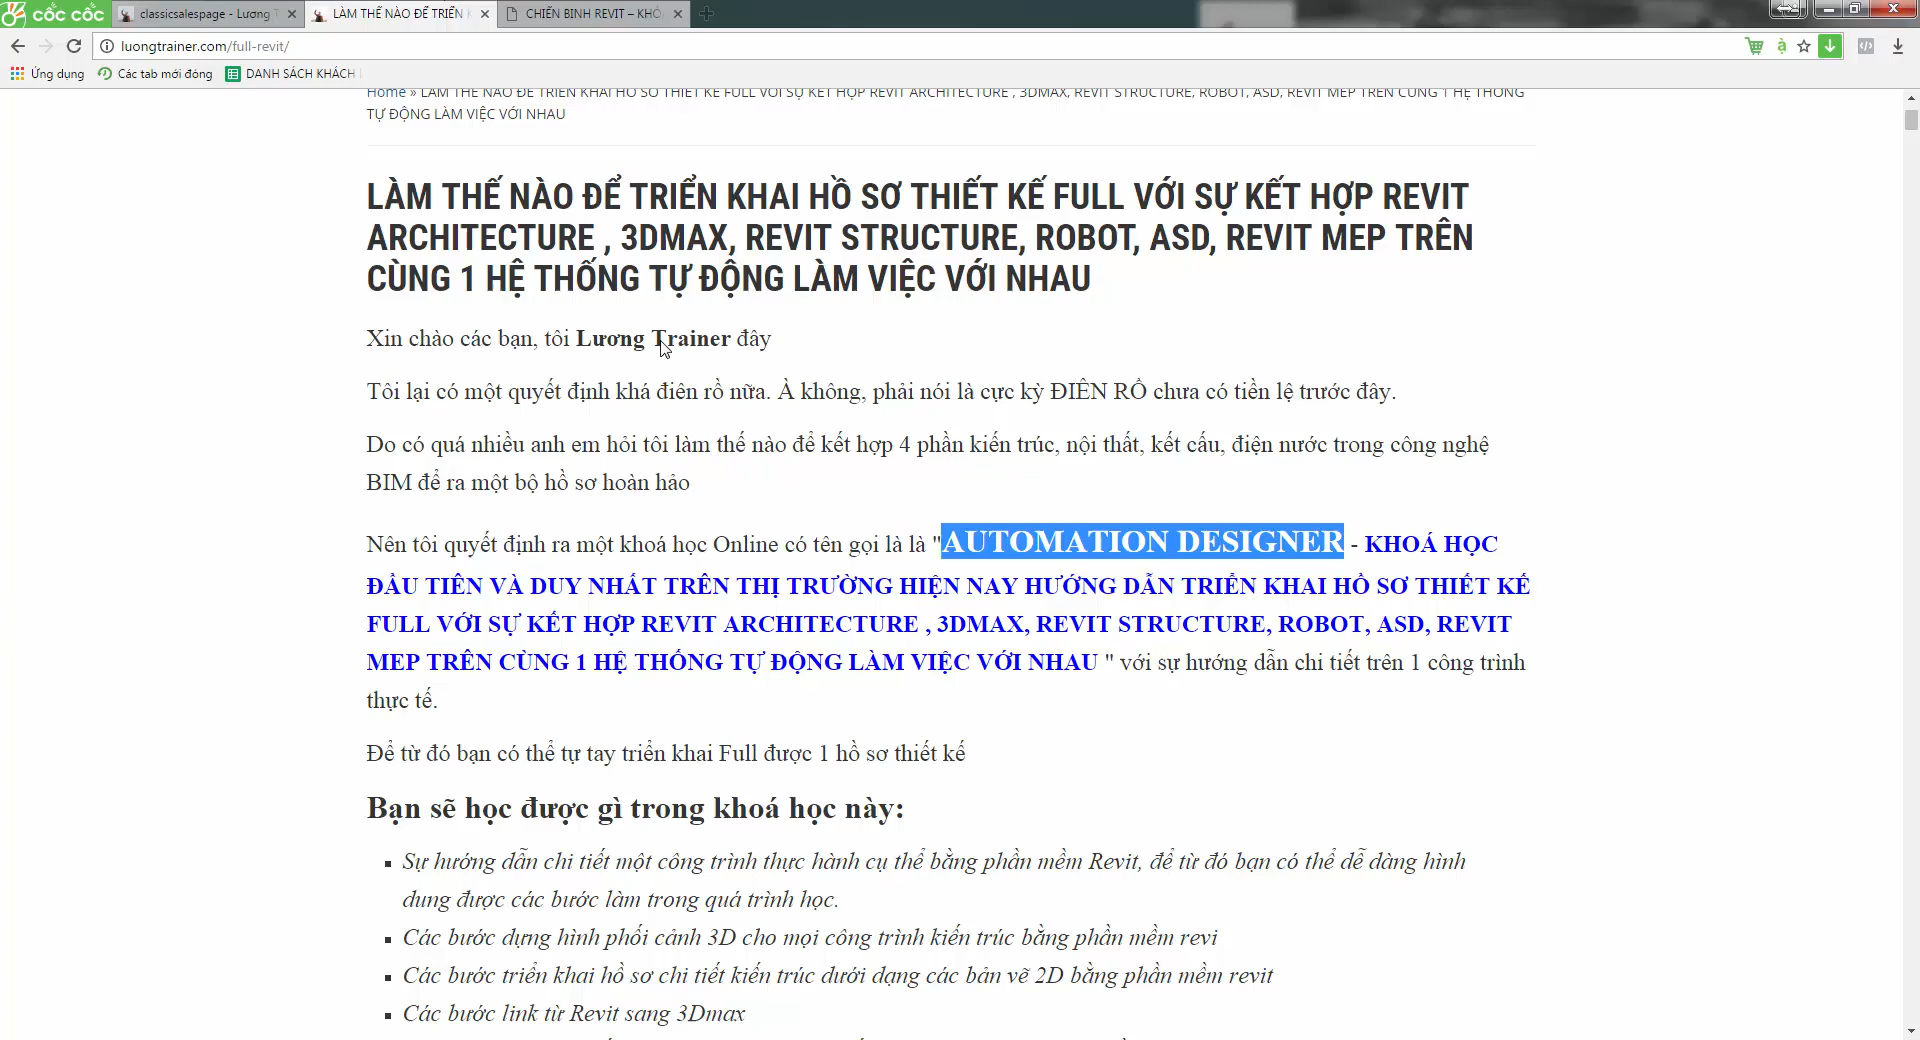 cốc cốc
classicsalespage - Lương T
LÀM THẾ NÀO ĐỂ TRIỂN K
CHIẾN BINH REVIT – KHÓ
luongtrainer.com/full-revit/
Ứng dụng
Các tab mới đóng
DANH SÁCH KHÁCH
Home » LÀM THẾ NÀO ĐỂ TRIỂN KHAI HỒ SƠ THIẾT KẾ FULL VỚI SỰ KẾT HỢP REVIT ARCHITECTURE , 3DMAX, REVIT STRUCTURE, ROBOT, ASD, REVIT MEP TRÊN CÙNG 1 HỆ THỐNG
TỰ ĐỘNG LÀM VIỆC VỚI NHAU
LÀM THẾ NÀO ĐỂ TRIỂN KHAI HỒ SƠ THIẾT KẾ FULL VỚI SỰ KẾT HỢP REVIT
ARCHITECTURE , 3DMAX, REVIT STRUCTURE, ROBOT, ASD, REVIT MEP TRÊN
CÙNG 1 HỆ THỐNG TỰ ĐỘNG LÀM VIỆC VỚI NHAU
Xin chào các bạn, tôi Lương Trainer đây
Tôi lại có một quyết định khá điên rồ nữa. À không, phải nói là cực kỳ ĐIÊN RỒ chưa có tiền lệ trước đây.
Do có quá nhiều anh em hỏi tôi làm thế nào để kết hợp 4 phần kiến trúc, nội thất, kết cấu, điện nước trong công nghệ
BIM để ra một bộ hồ sơ hoàn hảo
Nên tôi quyết định ra một khoá học Online có tên gọi là là "AUTOMATION DESIGNER - KHOÁ HỌC
ĐẦU TIÊN VÀ DUY NHẤT TRÊN THỊ TRƯỜNG HIỆN NAY HƯỚNG DẪN TRIỂN KHAI HỒ SƠ THIẾT KẾ
FULL VỚI SỰ KẾT HỢP REVIT ARCHITECTURE , 3DMAX, REVIT STRUCTURE, ROBOT, ASD, REVIT
MEP TRÊN CÙNG 1 HỆ THỐNG TỰ ĐỘNG LÀM VIỆC VỚI NHAU " với sự hướng dẫn chi tiết trên 1 công trình
thực tế.
Để từ đó bạn có thể tự tay triển khai Full được 1 hồ sơ thiết kế
Bạn sẽ học được gì trong khoá học này:
Sự hướng dẫn chi tiết một công trình thực hành cụ thể bằng phần mềm Revit, để từ đó bạn có thể dễ dàng hình
dung được các bước làm trong quá trình học.
Các bước dựng hình phối cảnh 3D cho mọi công trình kiến trúc bằng phần mềm revi
Các bước triển khai hồ sơ chi tiết kiến trúc dưới dạng các bản vẽ 2D bằng phần mềm revit
Các bước link từ Revit sang 3Dmax